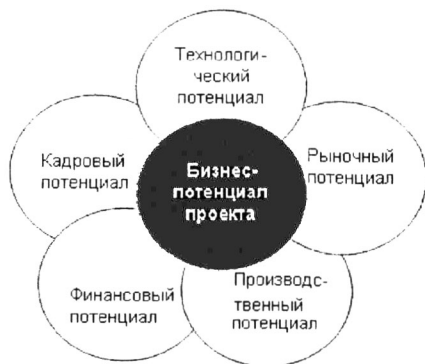 Технологи-
ческий
потенциал
Кадровый
потенциал
Бизнес-
потенциал
проекта
Рыночный
потенциал
Финансовый
потенциал
Производс-
твенный
потенциал